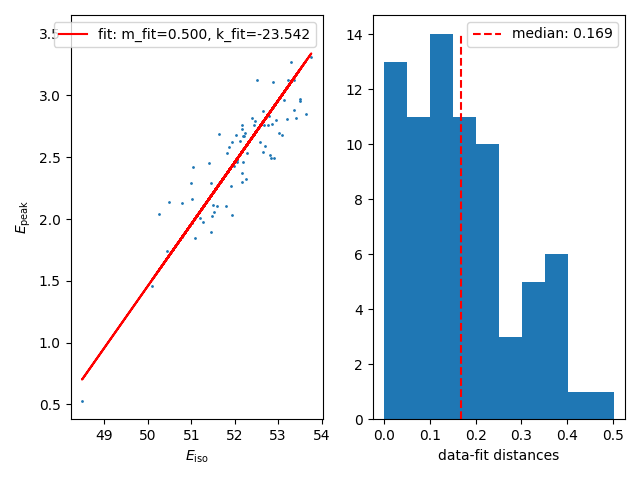 fit: m_fit=0.500, k_fit=-23.542
3.5
3.0
2.5
2.0
1.5
1.0
0.5
E_peak
49 50 51 52 53 54
E_iso
median: 0.169
14
12
10
8
6
4
2
0
0.0 0.1 0.2 0.3 0.4 0.5
data-fit distances